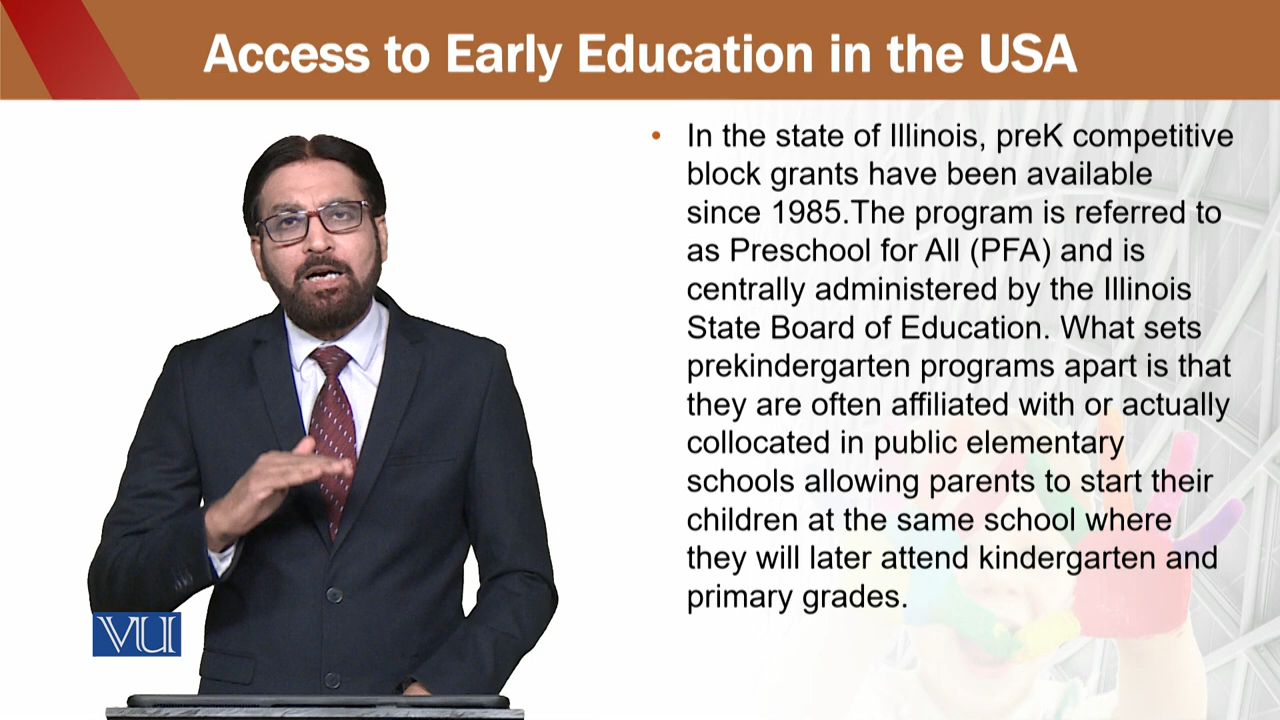 Access to Early Education in the USA
• In the state of Illinois, preK competitive
block grants have been available
since 1985.The program is referred to
as Preschool for All (PFA) and is
centrally administered by the Illinois
State Board of Education. What sets
prekindergarten programs apart is that
they are often affiliated with or actually
collocated in public elementary
schools allowing parents to start their
children at the same school where
they will later attend kindergarten and
primary grades.
VU